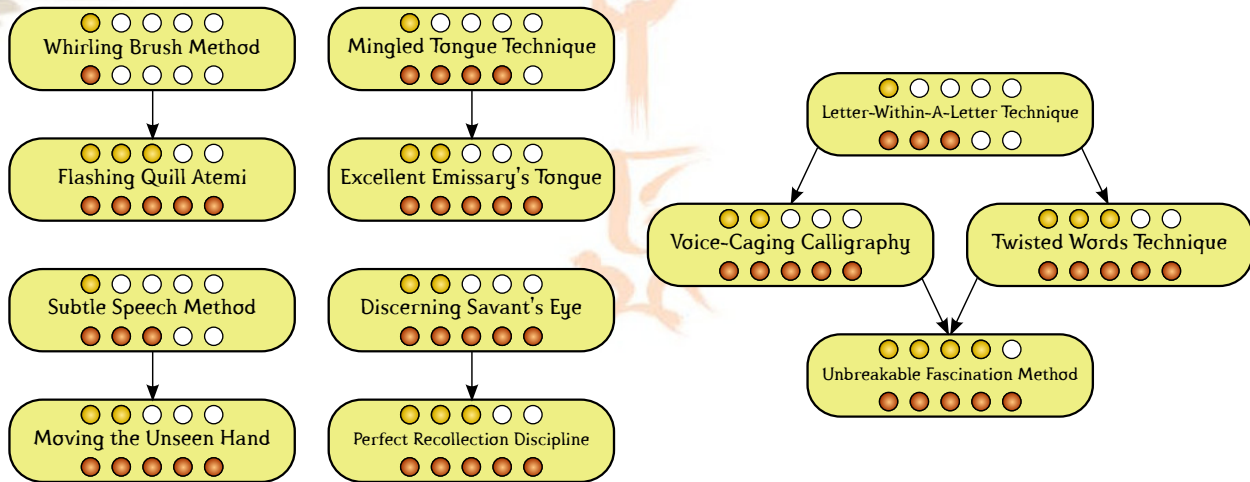 Whirling Brush Method
Flashing Quill Atemi
Subtle Speech Method
Moving the Unseen Hand
Mingled Tongue Technique
Excellent Emissary's Tongue
Discerning Savant's Eye
Perfect Recollection Discipline
Letter-Within-A-Letter Technique
Voice-Caging Calligraphy
Twisted Words Technique
Unbreakable Fascination Method